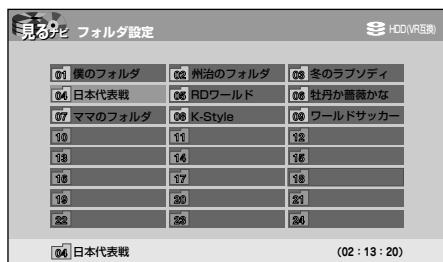 見るナビ フォルダ設定 HDD(VR互換)
01 僕のフォルダ 02 州治のフォルダ 03 冬のラブソディ
04 日本代表戦 05 RDワールド 06 牡丹か薔薇かな
07 ママのフォルダ 08 K-Style 09 ワールドサッカー
10 11 12
13 14 15
16 17 18
19 20 21
22 23 24
04 日本代表戦 (02:13:20)